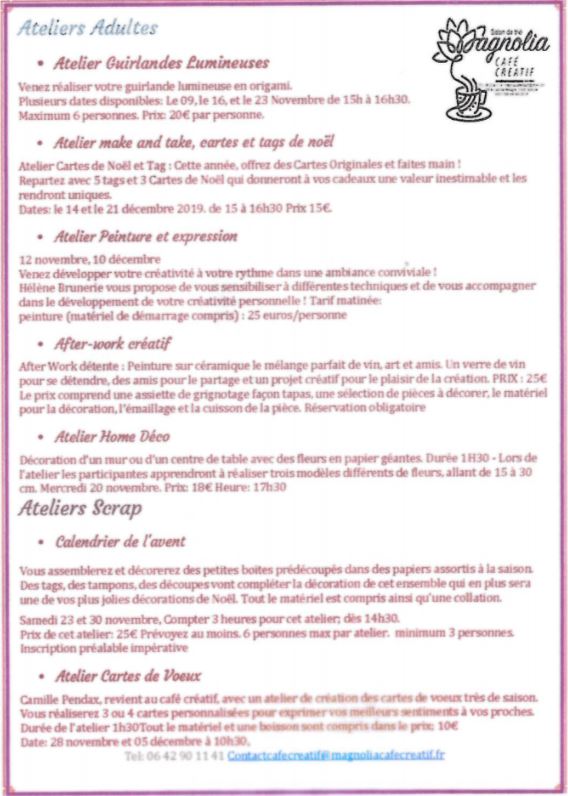 Ateliers Adultes
Salon de thé
Magnolia
CAFÉ
CRÉATIF
• Atelier Guirlandes Lumineuses
Venez réaliser votre guirlande lumineuse en origami.
Plusieurs dates disponibles: Le 09, le 16, et le 23 Novembre de 15h à 16h30.
Maximum 6 personnes. Prix: 20€ par personne.
• Atelier make and take, cartes et tags de noël
Atelier Cartes de Noël et Tag : Cette année, offrez des Cartes Originales et faites main !
Repartez avec 5 tags et 3 Cartes de Noël qui donneront à vos cadeaux une valeur inestimable et les
rendront uniques.
Dates: le 14 et le 21 décembre 2019. de 15 à 16h30 Prix 15€.
• Atelier Peinture et expression
12 novembre, 10 décembre
Venez développer votre créativité à votre rythme dans une ambiance conviviale !
Hélène Brunerie vous propose de vous sensibiliser à différentes techniques et de vous accompagner
dans le développement de votre créativité personnelle ! Tarif matinée:
peinture (matériel de démarrage compris) : 25 euros/personne
• After-work créatif
After Work détente : Peinture sur céramique le mélange parfait de vin, art et amis. Un verre de vin
pour se détendre, des amis pour le partage et un projet créatif pour le plaisir de la création. PRIX : 25€
Le prix comprend une assiette de grignotage façon tapas, une sélection de pièces à décorer, le matériel
pour la décoration, l'émaillage et la cuisson de la pièce. Réservation obligatoire
• Atelier Home Déco
Décoration d'un mur ou d'un centre de table avec des fleurs en papier géantes. Durée 1H30 - Lors de
l'atelier les participantes apprendront à réaliser trois modèles différents de fleurs, allant de 15 à 30
cm. Mercredi 20 novembre. Prix: 18€ Heure: 17h30
Ateliers Scrap
• Calendrier de l'avent
Vous assemblerez et décorerez des petites boites prédécoupés dans des papiers assortis à la saison.
Des tags, des tampons, des découpes vont compléter la décoration de cet ensemble qui en plus sera
une de vos plus jolies décorations de Noël. Tout le matériel est compris ainsi qu'une collation.
Samedi 23 et 30 novembre, Compter 3 heures pour cet atelier; dès 14h30.
Prix de cet atelier: 25€ Prévoyez au moins. 6 personnes max par atelier. minimum 3 personnes.
Inscription préalable impérative
• Atelier Cartes de Voeux
Camille Pendax, revient au café créatif, avec un atelier de création des cartes de voeux très de saison.
Vous réaliserez 3 ou 4 cartes personnalisées pour exprimer vos meilleurs sentiments à vos proches.
Durée de l'atelier 1h30Tout le matériel et une boisson sont compris dans le prix: 10€
Date: 28 novembre et 05 décembre à 10h30.
Tel: 06 42 90 11 41 Contactcafecreatif@magnoliacafecreatif.fr